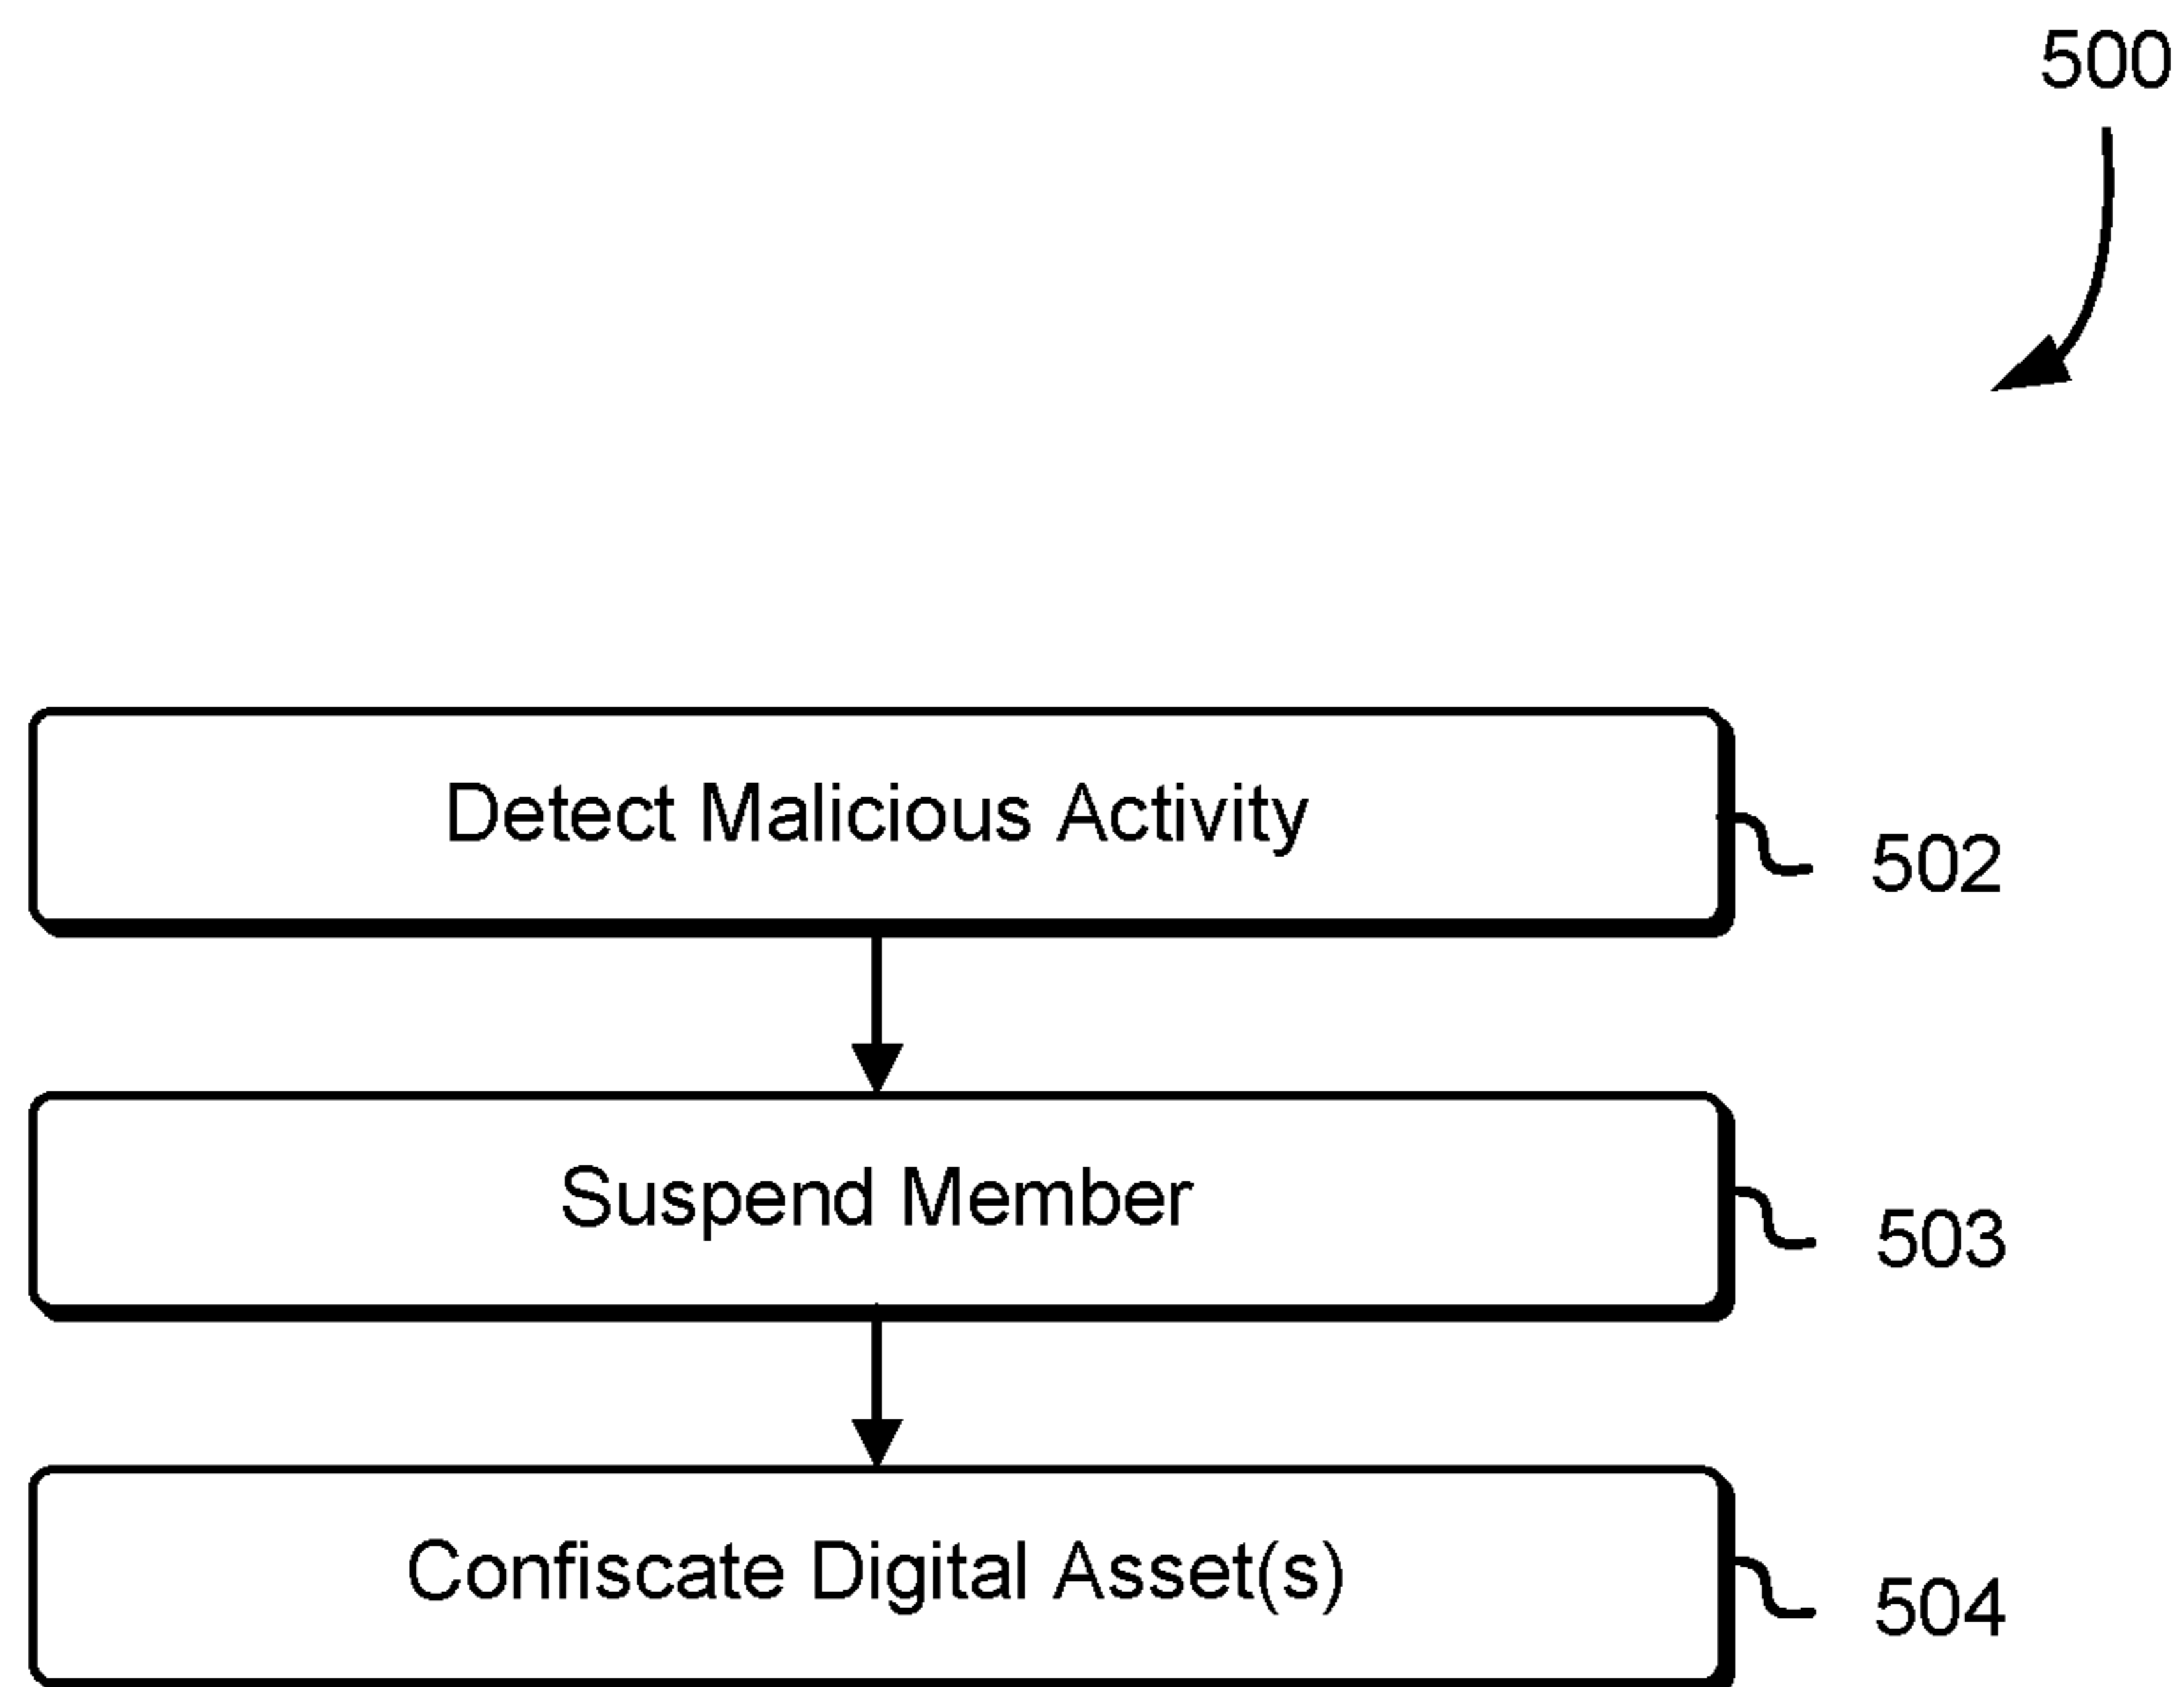 500
Detect Malicious Activity
502
Suspend Member
503
Confiscate Digital Asset(s)
504